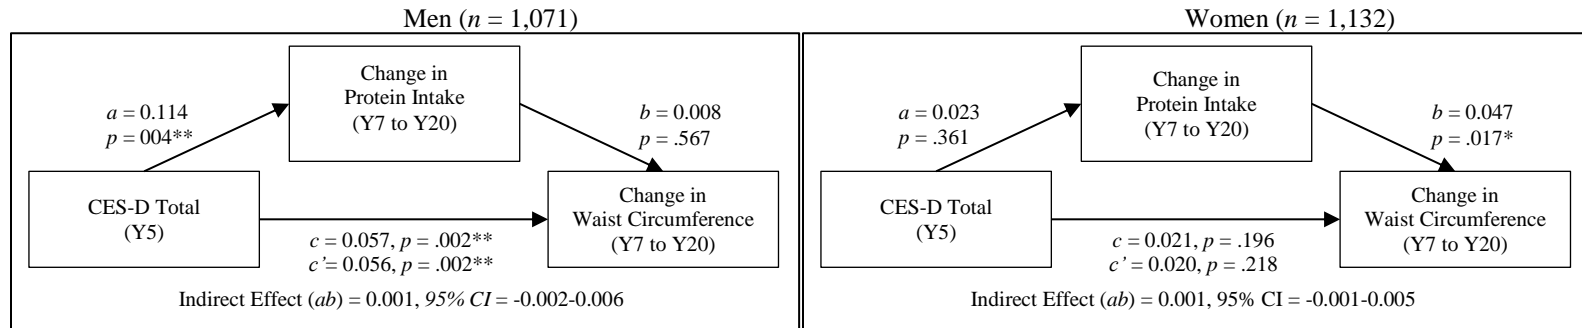 Men (n = 1,071)
Change in
Protein Intake
(Y7 to Y20)
a = 0.114
p = 004**
b = 0.008
p = .567
CES-D Total
(Y5)
Change in
Waist Circumference
(Y7 to Y20)
c = 0.057, p = .002**
c’= 0.056, p = .002**
Indirect Effect (ab) = 0.001, 95% CI = -0.002-0.006
Women (n = 1,132)
Change in
Protein Intake
(Y7 to Y20)
a = 0.023
p = .361
b = 0.047
p = .017*
CES-D Total
(Y5)
Change in
Waist Circumference
(Y7 to Y20)
c = 0.021, p = .196
c’ = 0.020, p = .218
Indirect Effect (ab) = 0.001, 95% CI = -0.001-0.005